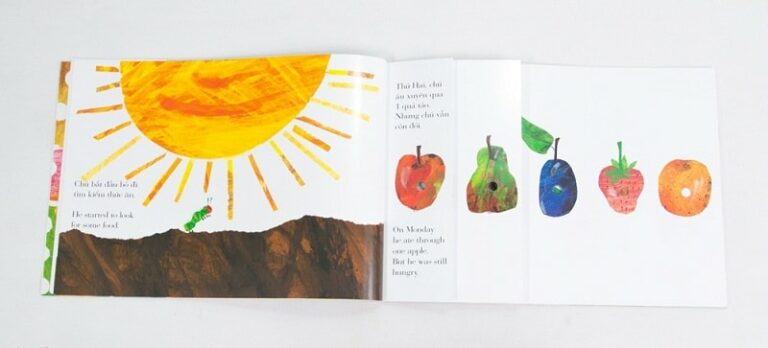 Chú bắt đầu bò đi
tìm kiếm thức ăn.
He started to look
for some food.
Thứ Hai, chú
ăn xuyên qua
1 quả táo.
Nhưng chú vẫn
còn đói.
On Monday
he ate through
one apple.
But he was still
hungry.